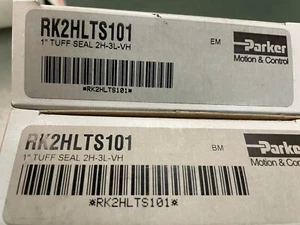 RK2HLTS101
1" TUFF SEAL 2H-3L-VH
EM
Parker
Motion & Control
*RK2HLTS101*
RK2HLTS101
1" TUFF SEAL 2H-3L-VH
BM
Parker
Motion & Control
*RK2HLTS101*